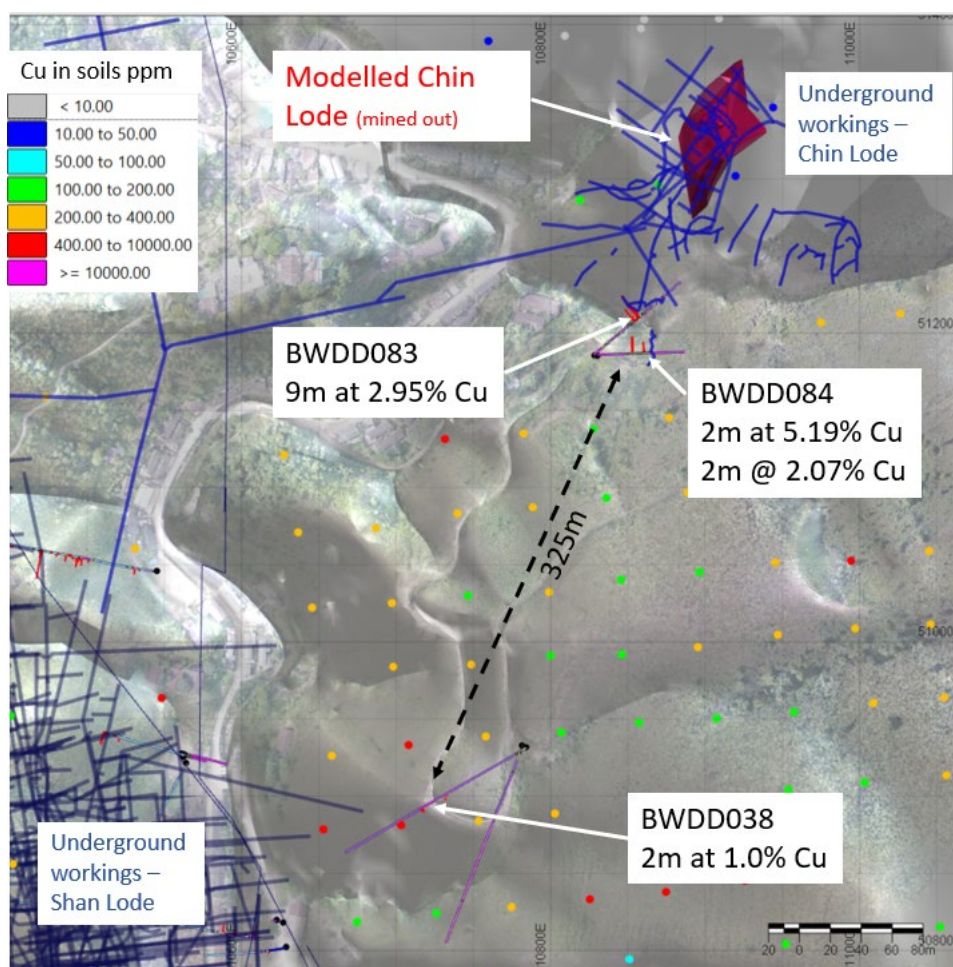 10600E
10800E
11000E
51400
Cu in soils ppm
< 10.00
10.00 to 50.00
50.00 to 100.00
100.00 to 200.00
200.00 to 400.00
400.00 to 10000.00
>= 10000.00
Modelled Chin
Lode (mined out)
Underground
workings –
Chin Lode
51200
BWDD083
9m at 2.95% Cu
BWDD084
2m at 5.19% Cu
2m @ 2.07% Cu
325m
51000
BWDD038
2m at 1.0% Cu
Underground
workings –
Shan Lode
20 0 20 40 60 80m
10600E
10800E
11000E
50800